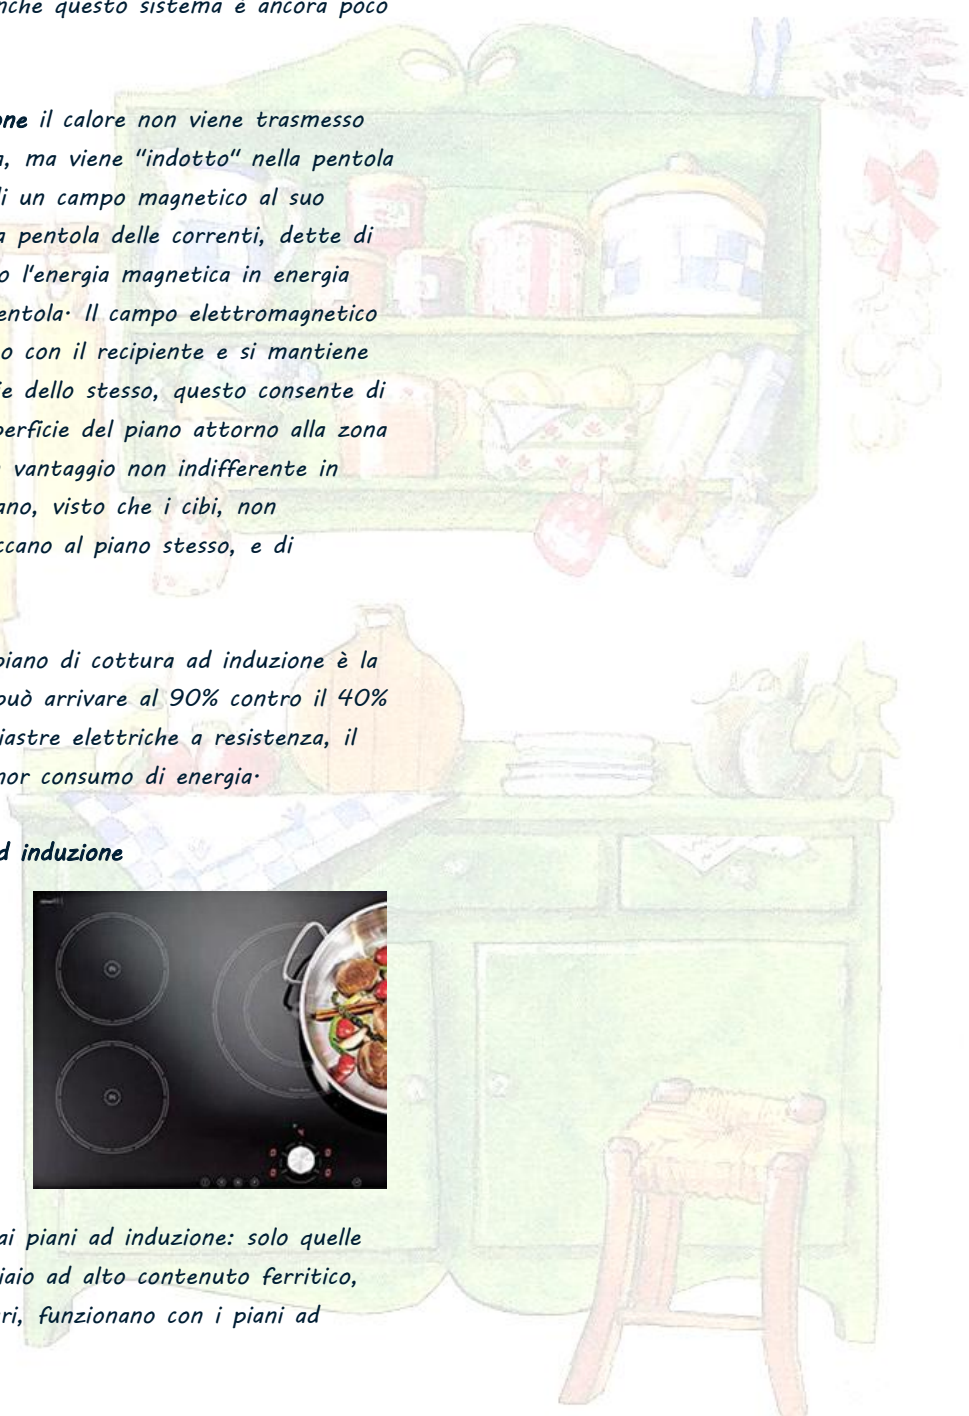 nche questo sistema è ancora poco
one il calore non viene trasmesso
a, ma viene "indotto" nella pentola
di un campo magnetico al suo
a pentola delle correnti, dette di
o l'energia magnetica in energia
entola. Il campo elettromagnetico
o con il recipiente e si mantiene
ie dello stesso, questo consente di
perficie del piano attorno alla zona
vantaggio non indifferente in
ano, visto che i cibi, non
ccano al piano stesso, e di
piano di cottura ad induzione è la
può arrivare al 90% contro il 40%
iastre elettriche a resistenza, il
nor consumo di energia.
d induzione
ai piani ad induzione: solo quelle
iaio ad alto contenuto ferritico,
ri, funzionano con i piani ad